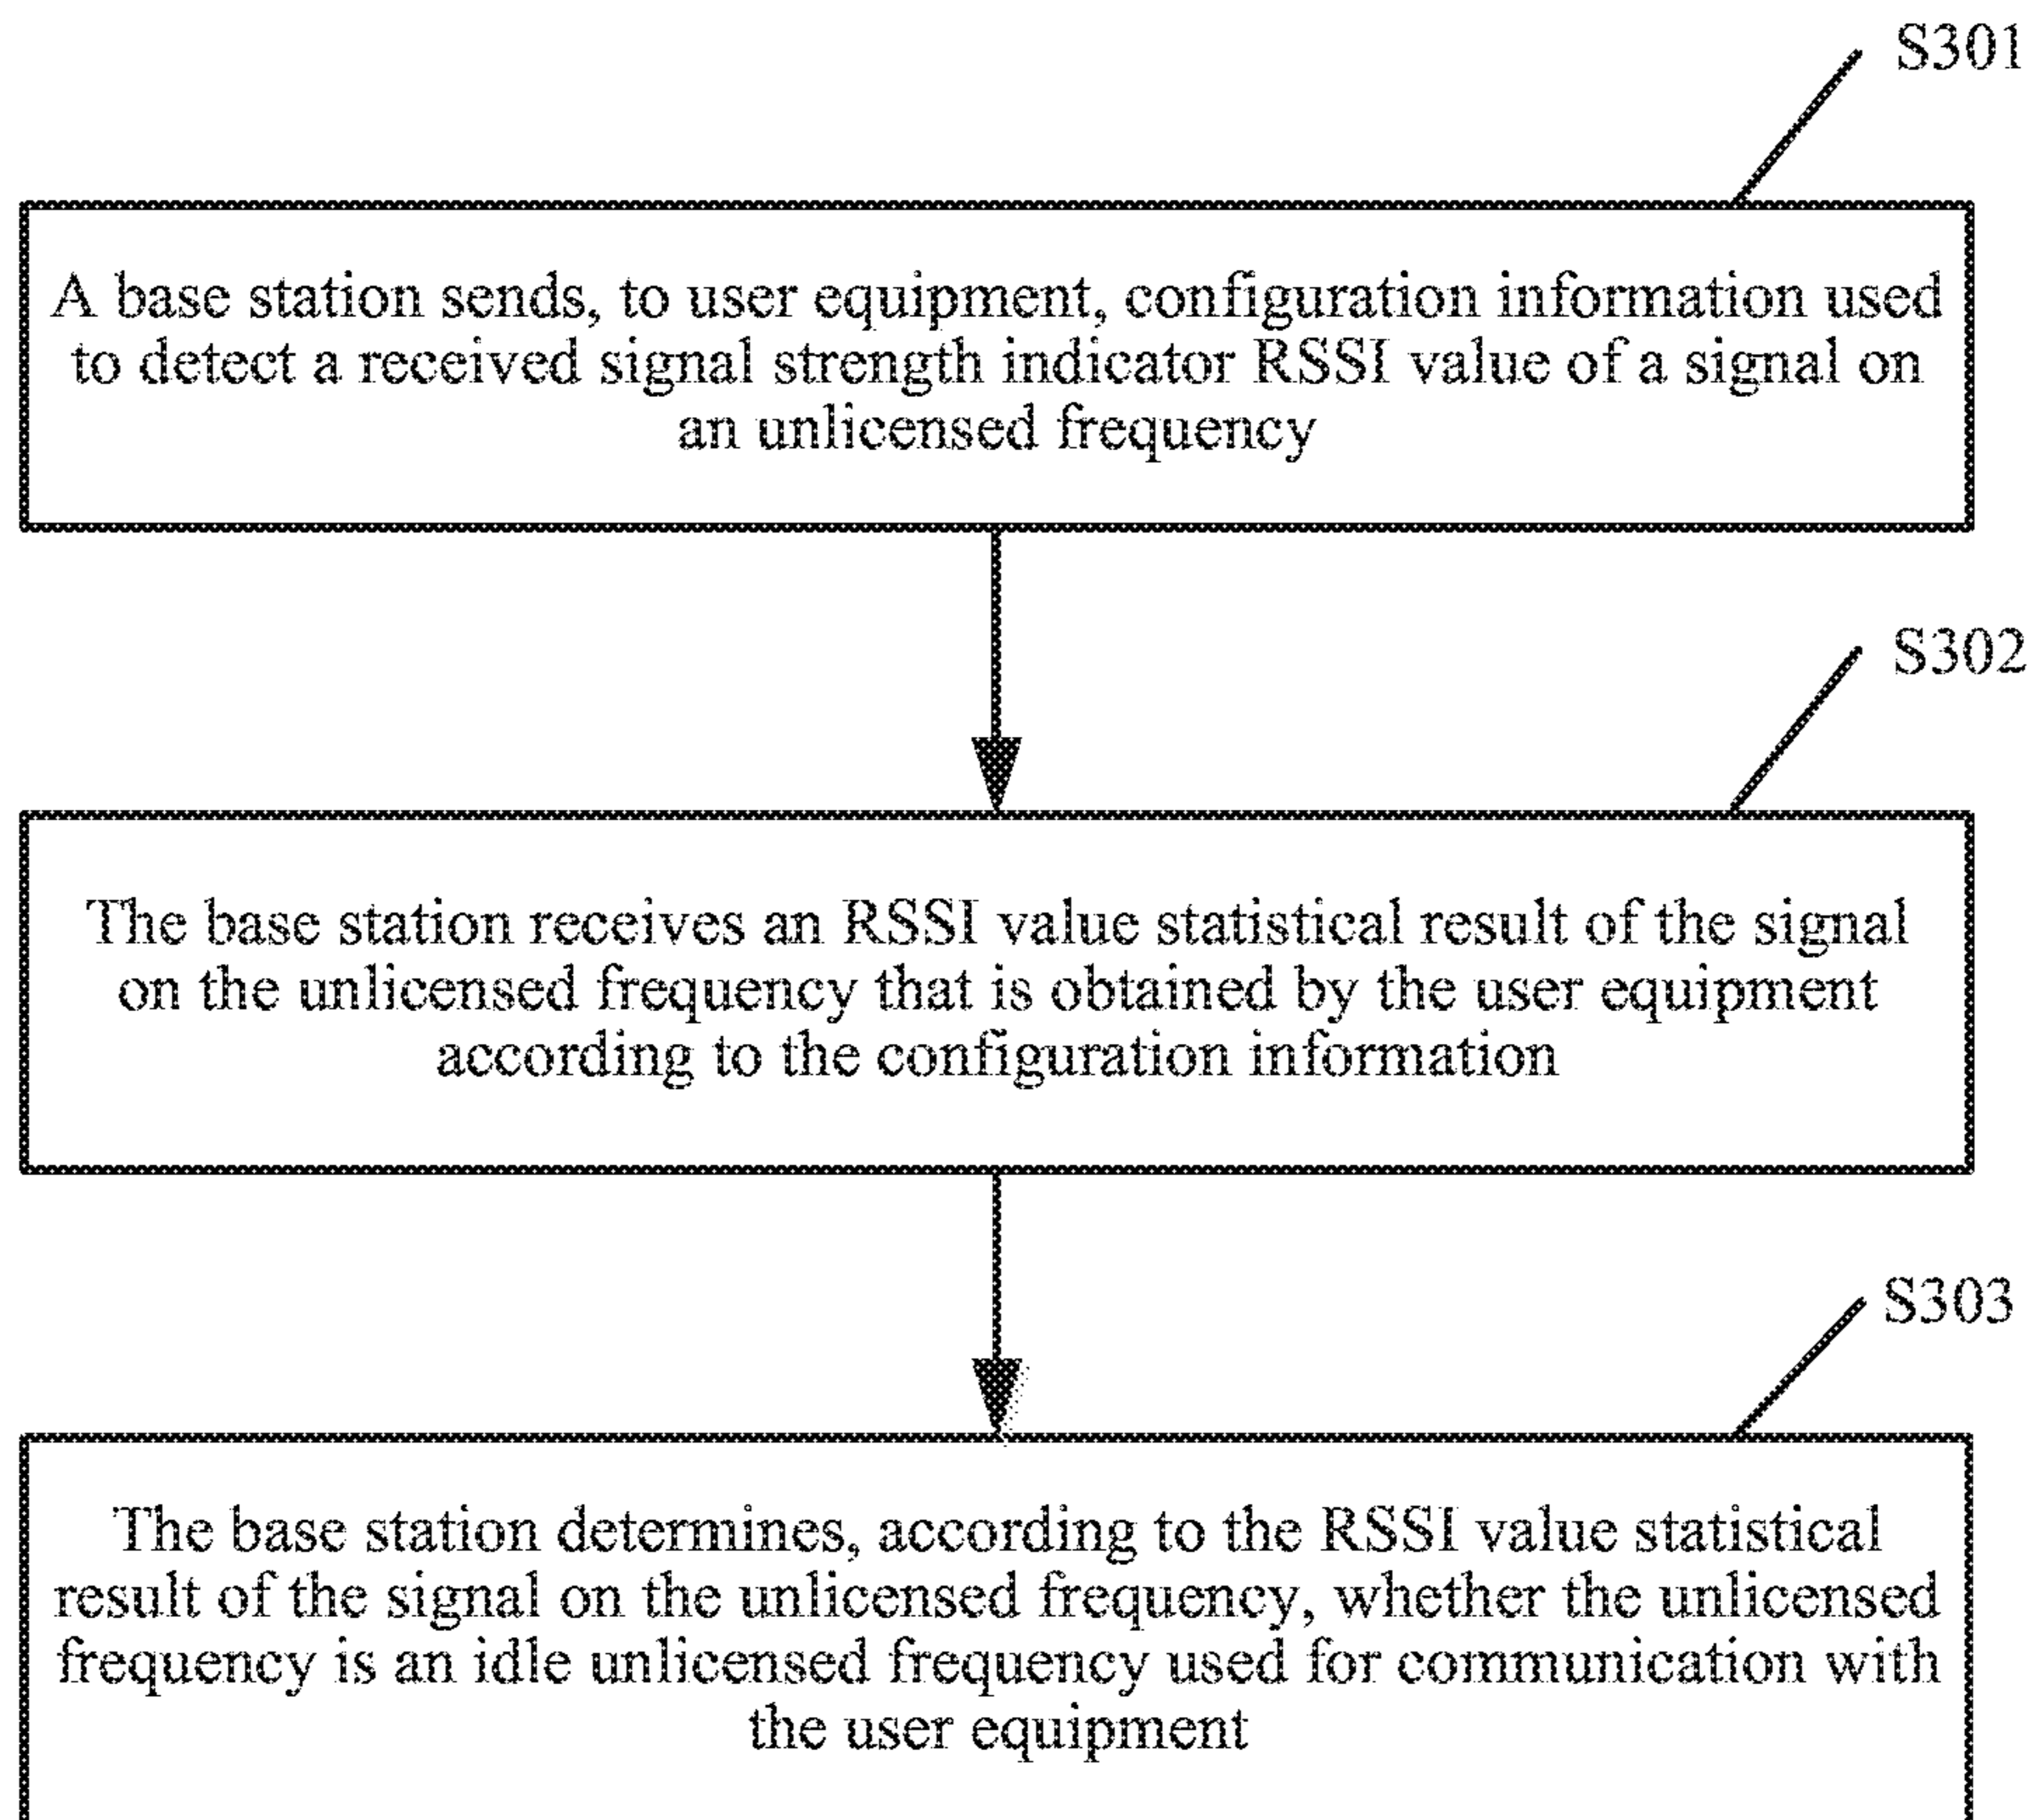 S301
A base station sends, to user equipment, configuration information used
to detect a received signal strength indicator RSSI value of a signal on
an unlicensed frequency
S302
The base station receives an RSSI value statistical result of the signal
on the unlicensed frequency that is obtained by the user equipment
according to the configuration information
S303
The base station determines, according to the RSSI value statistical
result of the signal on the unlicensed frequency, whether the unlicensed
frequency is an idle unlicensed frequency used for communication with
the user equipment